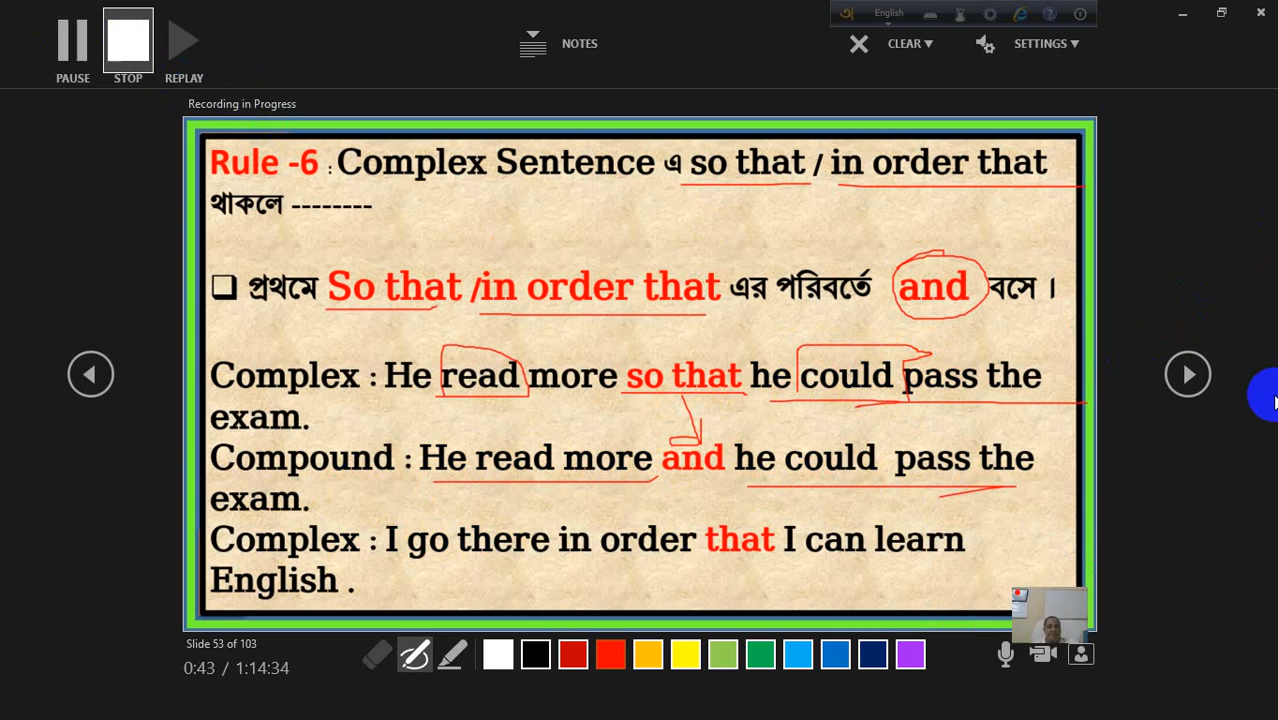 অ English
PAUSE STOP REPLAY NOTES CLEAR SETTINGS
Recording in Progress
Rule -6 : Complex Sentence এ so that / in order that
থাকলে --------
প্রথমে So that /in order that এর পরিবর্তে and বসে ।
Complex : He read more so that he could pass the
exam.
Compound : He read more and he could pass the
exam.
Complex : I go there in order that I can learn
English .
Slide 53 of 103
0:43 / 1:14:34